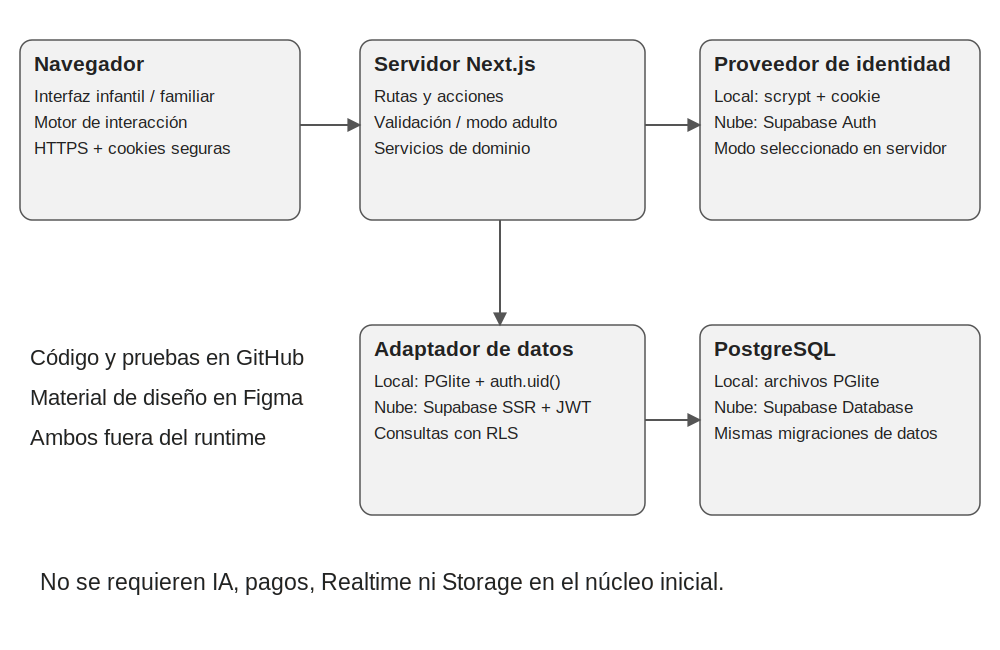 Navegador
Interfaz infantil / familiar
Motor de interacción
HTTPS + cookies seguras
Servidor Next.js
Rutas y acciones
Validación / modo adulto
Servicios de dominio
Proveedor de identidad
Local: scrypt + cookie
Nube: Supabase Auth
Modo seleccionado en servidor
Código y pruebas en GitHub
Material de diseño en Figma
Ambos fuera del runtime
Adaptador de datos
Local: PGlite + auth.uid()
Nube: Supabase SSR + JWT
Consultas con RLS
PostgreSQL
Local: archivos PGlite
Nube: Supabase Database
Mismas migraciones de datos
No se requieren IA, pagos, Realtime ni Storage en el núcleo inicial.